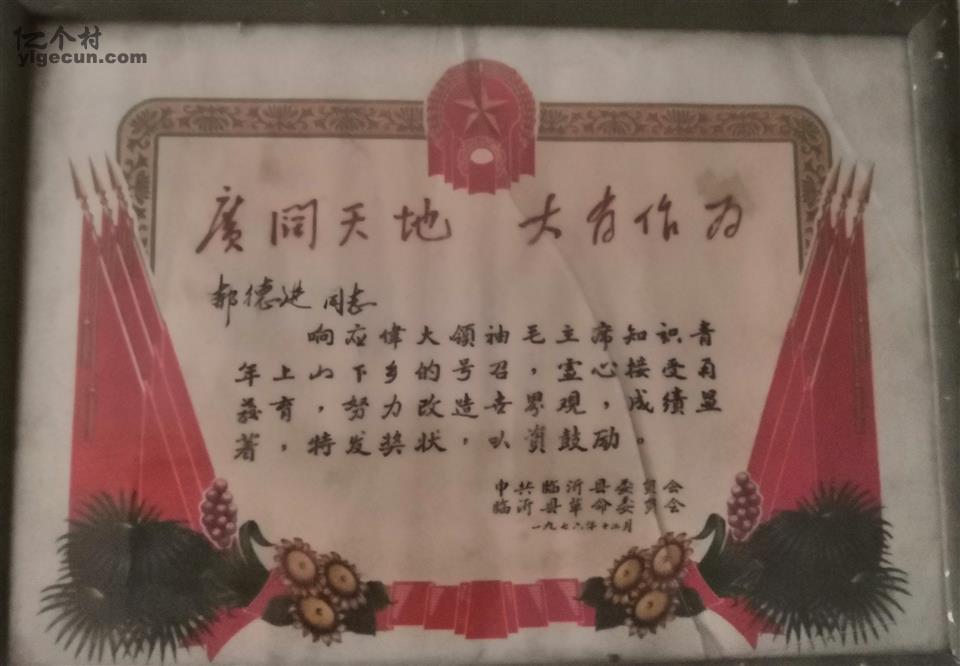 亿个村
yigecun.com
廣阔天地 大有作为
郝德进 同志
响应偉大领袖毛主席知识青
年上山下乡的号召，虚心接受再
教育，努力改造世界观，成绩显
著，特发奖状，以资鼓励。
中共临沂县委员会
临沂县革命委员会
一九七六年十二月